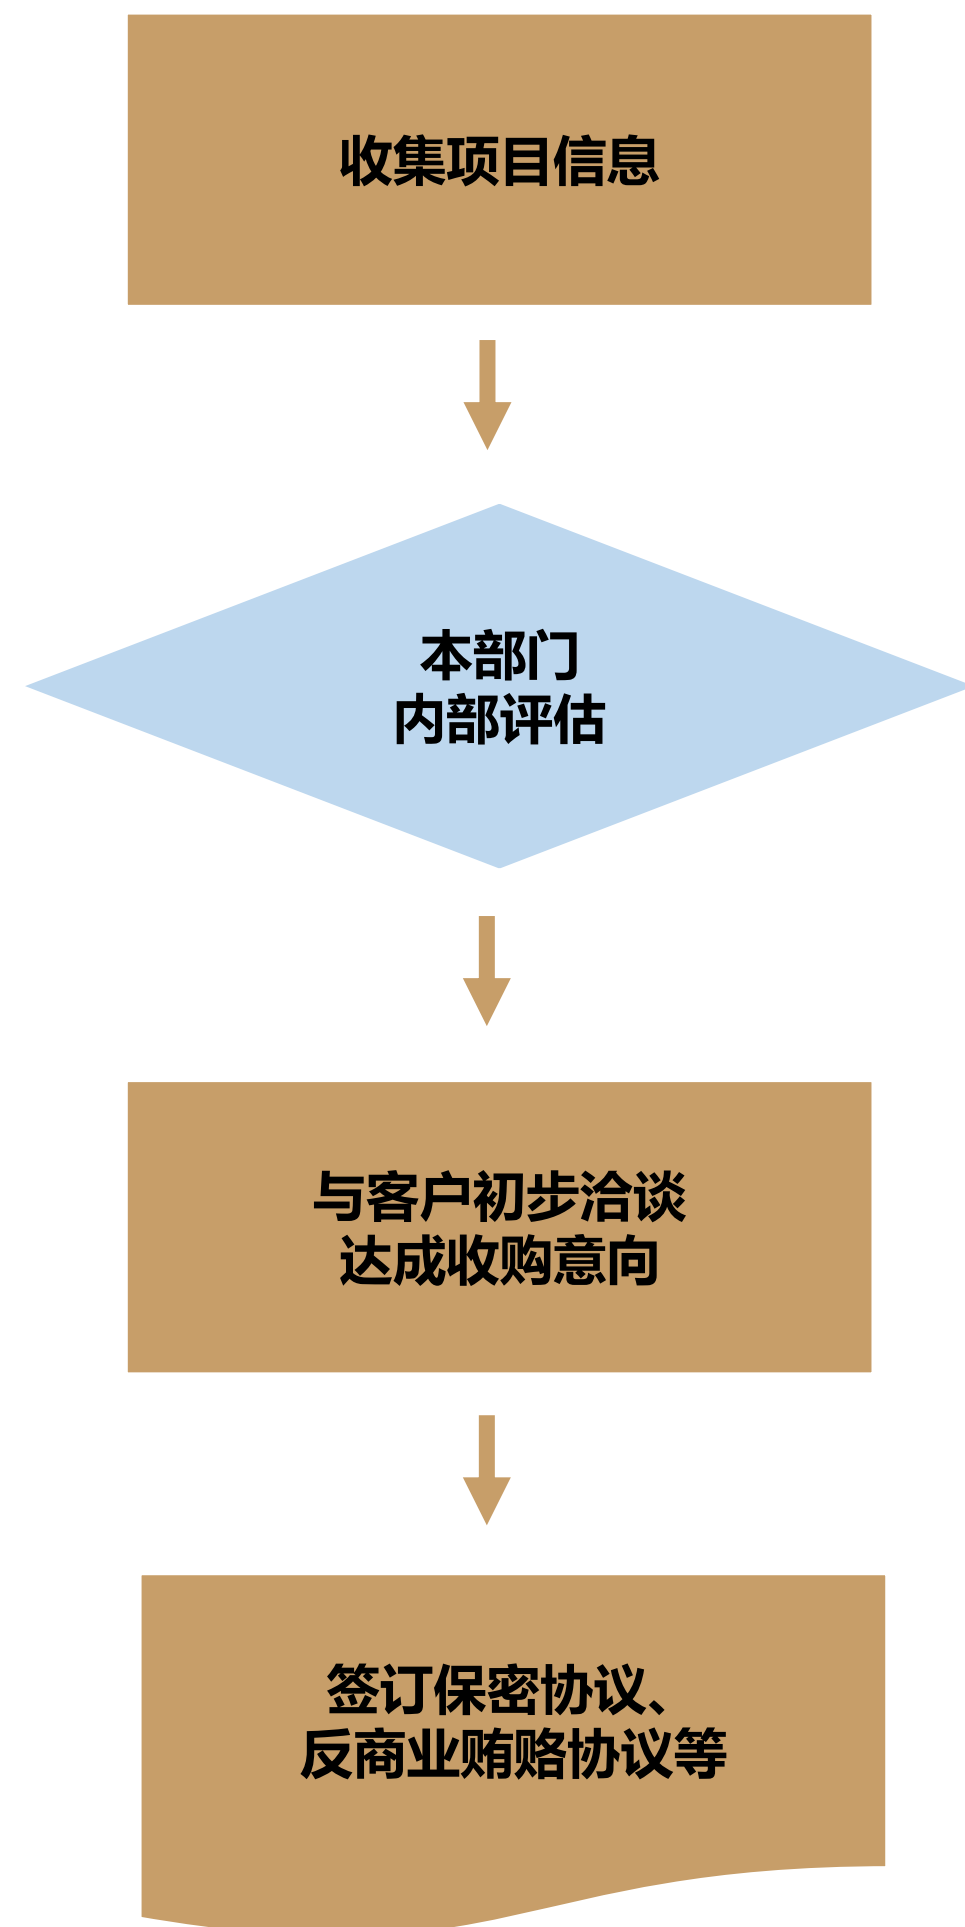 收集项目信息
本部门
内部评估
与客户初步洽谈
达成收购意向
签订保密协议、
反商业贿赂协议等